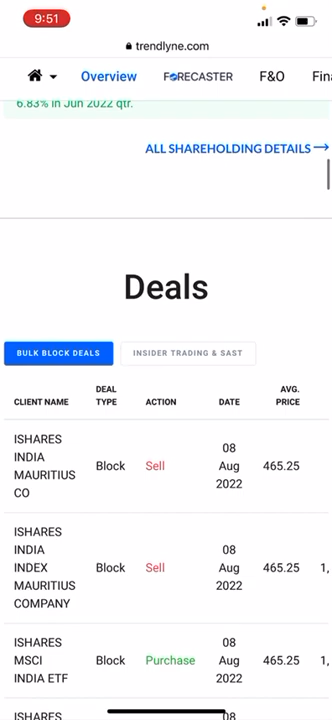 9:51
trendlyne.com
Overview FORECASTER F&O Fin
6.83% in Jun 2022 qtr.
ALL SHAREHOLDING DETAILS →
Deals
BULK BLOCK DEALS INSIDER TRADING & SAST
CLIENT NAME DEAL TYPE ACTION DATE AVG. PRICE
ISHARES INDIA MAURITIUS CO Block Sell 08 Aug 2022 465.25
ISHARES INDIA INDEX MAURITIUS COMPANY Block Sell 08 Aug 2022 465.25 1,
ISHARES MSCI INDIA ETF Block Purchase 08 Aug 2022 465.25 1,
ISHARES 08